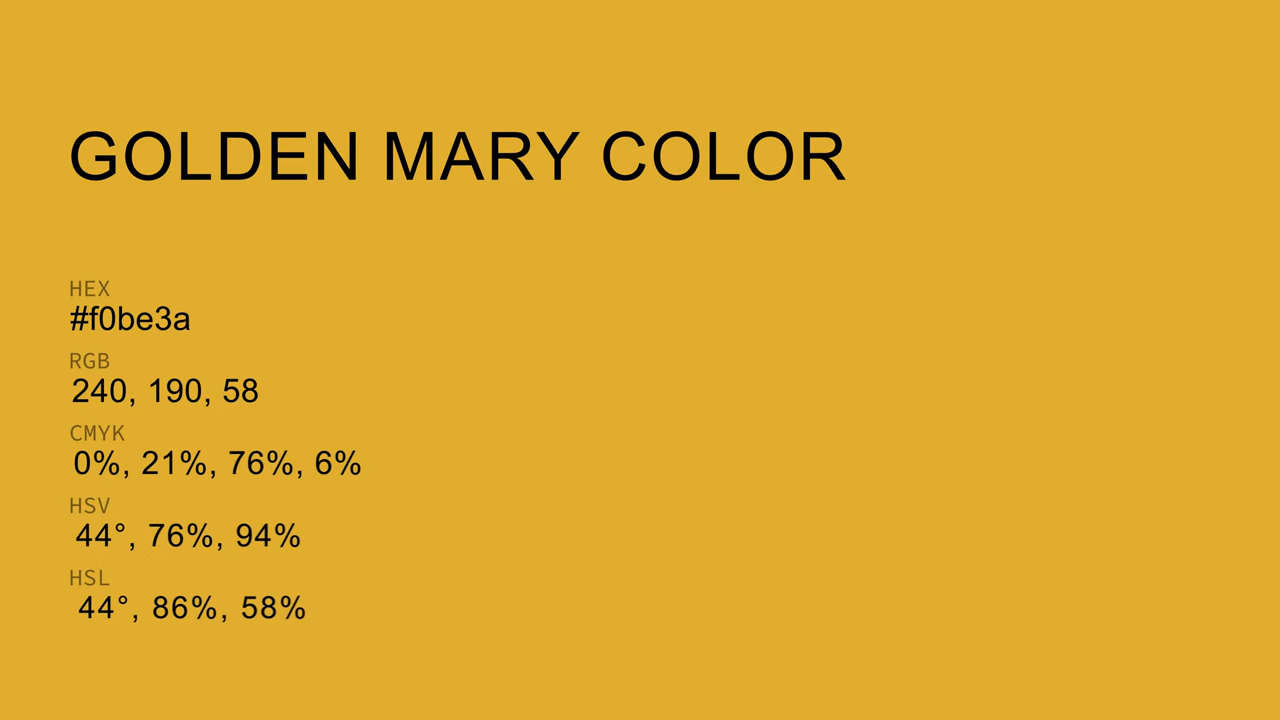 GOLDEN MARY COLOR
HEX
#f0be3a
RGB
240, 190, 58
CMYK
0%, 21%, 76%, 6%
HSV
44°, 76%, 94%
HSL
44°, 86%, 58%